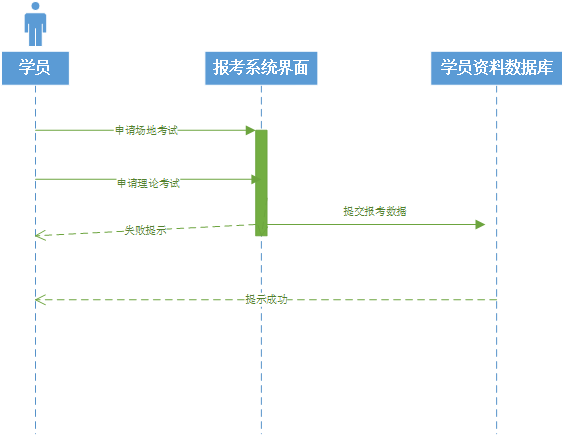 学员
报考系统界面
学员资料数据库
申请场地考试
申请理论考试
提交报考数据
失败提示
提示成功